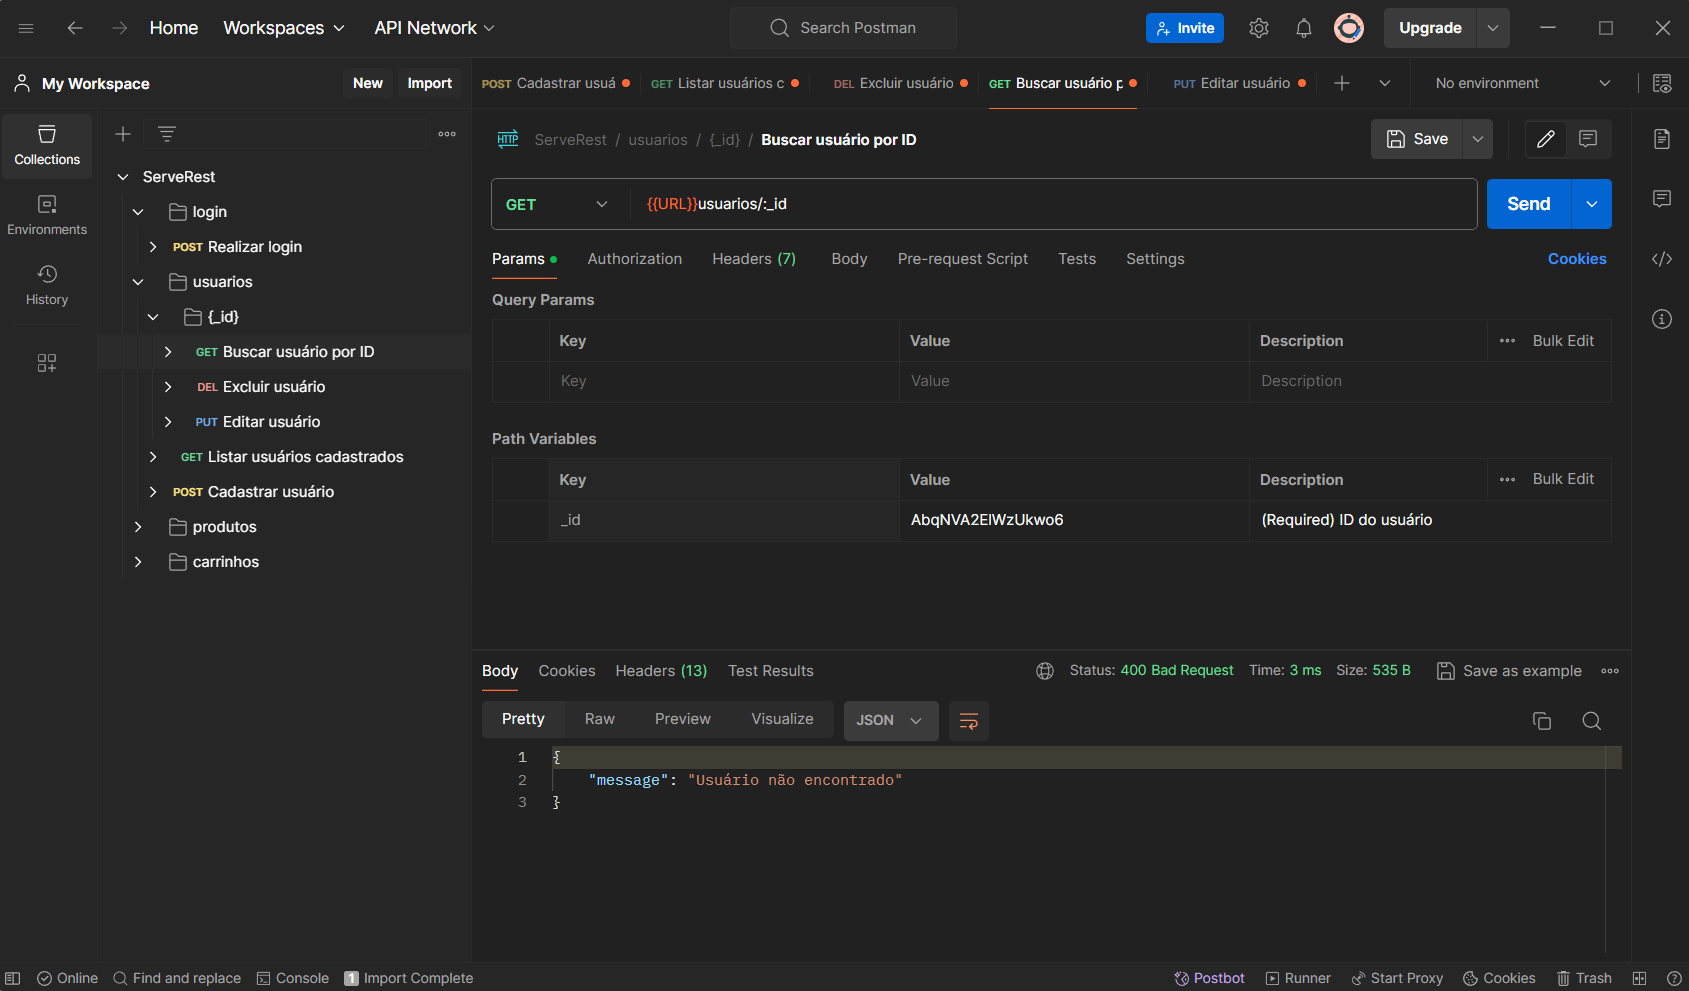 Home Workspaces API Network Search Postman Invite Upgrade
My Workspace New Import POST Cadastrar usuá GET Listar usuários c DEL Excluir usuário GET Buscar usuário p PUT Editar usuário No environment
Collections
Environments
History
ServeRest
login
POST Realizar login
usuarios
{_id}
GET Buscar usuário por ID
DEL Excluir usuário
PUT Editar usuário
GET Listar usuários cadastrados
POST Cadastrar usuário
produtos
carrinhos
HTTP ServeRest / usuarios / {_id} / Buscar usuário por ID Save
GET {{URL}}usuarios/:_id Send
Params Authorization Headers (7) Body Pre-request Script Tests Settings Cookies
Query Params
Key Value Description Bulk Edit
Key Value Description
Path Variables
Key Value Description Bulk Edit
_id AbqNVA2ElWzUkwo6 (Required) ID do usuário
Body Cookies Headers (13) Test Results Status: 400 Bad Request Time: 3 ms Size: 535 B Save as example
Pretty Raw Preview Visualize JSON
1 {
2 "message": "Usuário não encontrado"
3 }
Online Find and replace Console 1 Import Complete Postbot Runner Start Proxy Cookies Trash